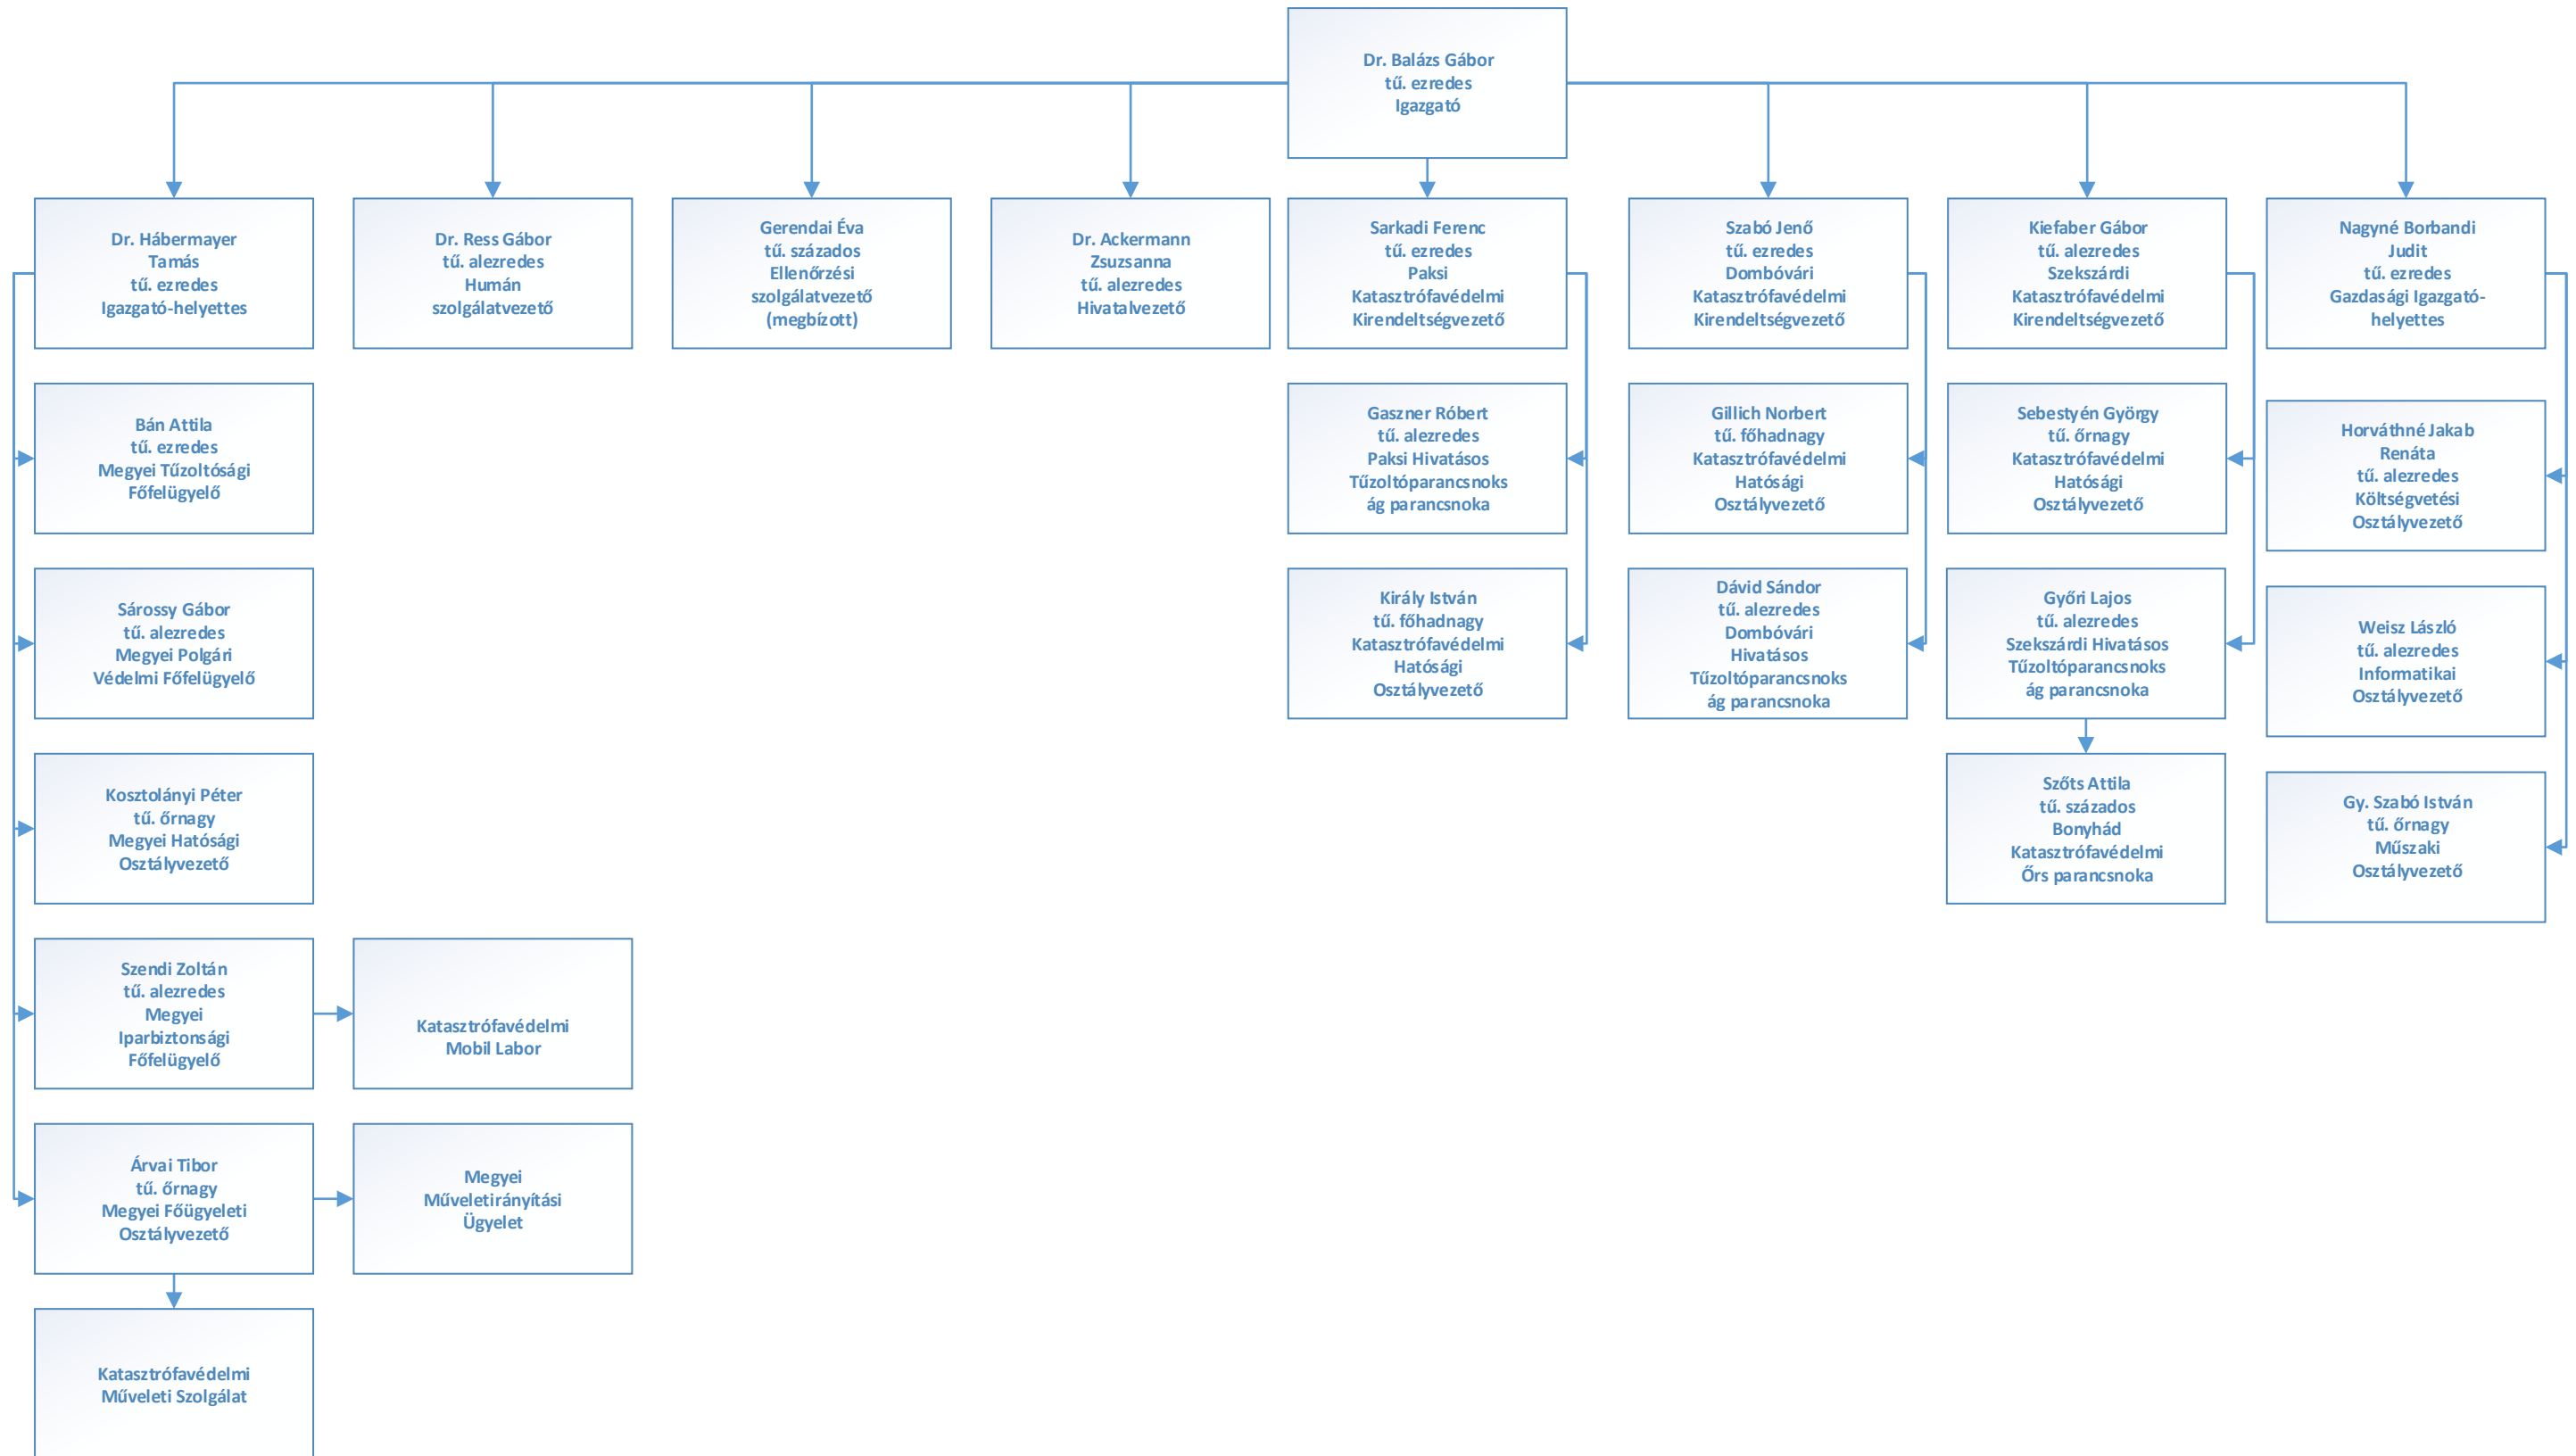 Dr. Balázs Gábor
tű. ezredes
Igazgató
Dr. Hábermayer
Tamás
tű. ezredes
Igazgató-helyettes
Dr. Ress Gábor
tű. alezredes
Humán
szolgálatvezető
Gerendai Éva
tű. százados
Ellenőrzési
szolgálatvezető
(megbízott)
Dr. Ackermann
Zsuzsanna
tű. alezredes
Hivatalvezető
Sarkadi Ferenc
tű. ezredes
Paksi
Katasztrófavédelmi
Kirendeltségvezető
Szabó Jenő
tű. ezredes
Dombóvári
Katasztrófavédelmi
Kirendeltségvezető
Kiefaber Gábor
tű. alezredes
Szekszárdi
Katasztrófavédelmi
Kirendeltségvezető
Nagyné Borbandi
Judit
tű. ezredes
Gazdasági Igazgató-
helyettes
Bán Attila
tű. ezredes
Megyei Tűzoltósági
Főfelügyelő
Gaszner Róbert
tű. alezredes
Paksi Hivatásos
Tűzoltóparancsnoks
ág parancsnoka
Gillich Norbert
tű. főhadnagy
Katasztrófavédelmi
Hatósági
Osztályvezető
Sebestyén György
tű. őrnagy
Katasztrófavédelmi
Hatósági
Osztályvezető
Horváthné Jakab
Renáta
tű. alezredes
Költségvetési
Osztályvezető
Sárossy Gábor
tű. alezredes
Megyei Polgári
Védelmi Főfelügyelő
Király István
tű. főhadnagy
Katasztrófavédelmi
Hatósági
Osztályvezető
Dávid Sándor
tű. alezredes
Dombóvári
Hivatásos
Tűzoltóparancsnoks
ág parancsnoka
Győri Lajos
tű. alezredes
Szekszárdi Hivatásos
Tűzoltóparancsnoks
ág parancsnoka
Weisz László
tű. alezredes
Informatikai
Osztályvezető
Kosztolányi Péter
tű. őrnagy
Megyei Hatósági
Osztályvezető
Szőts Attila
tű. százados
Bonyhád
Katasztrófavédelmi
Őrs parancsnoka
Gy. Szabó István
tű. őrnagy
Műszaki
Osztályvezető
Szendi Zoltán
tű. alezredes
Megyei
Iparbiztonsági
Főfelügyelő
Katasztrófavédelmi
Mobil Labor
Árvai Tibor
tű. őrnagy
Megyei Főügyeleti
Osztályvezető
Megyei
Műveletirányítási
Ügyelet
Katasztrófavédelmi
Műveleti Szolgálat